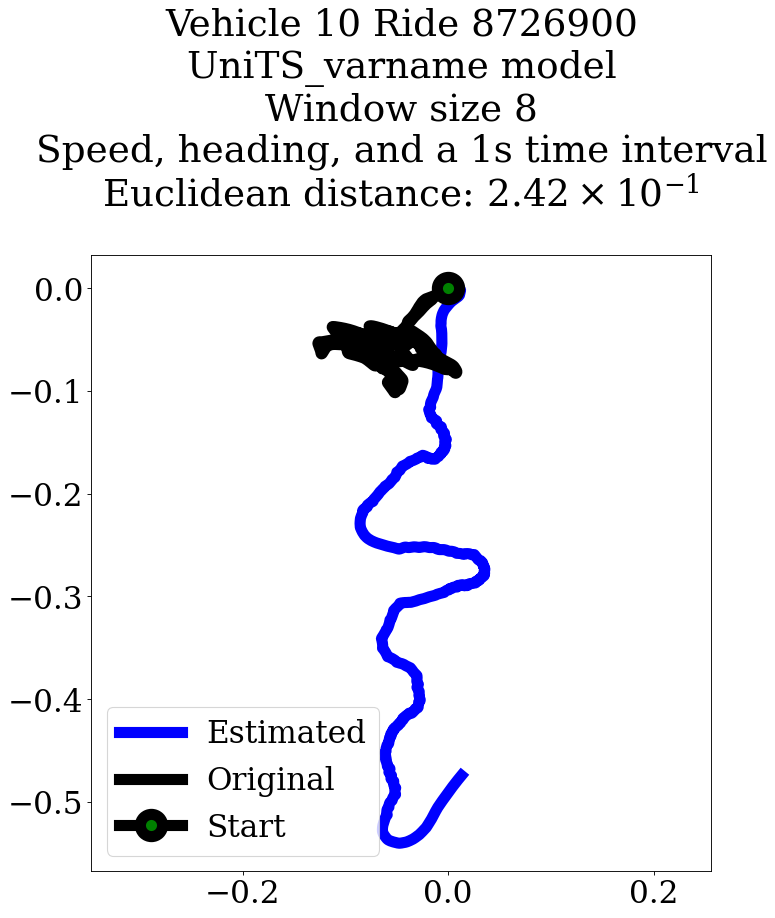 Vehicle 10 Ride 8726900
UniTS_varname model
Window size 8
Speed, heading, and a 1s time interval
Euclidean distance: 2.42 × 10⁻¹
0.0
−0.1
−0.2
−0.3
−0.4
−0.5
Estimated
Original
Start
−0.2 0.0 0.2